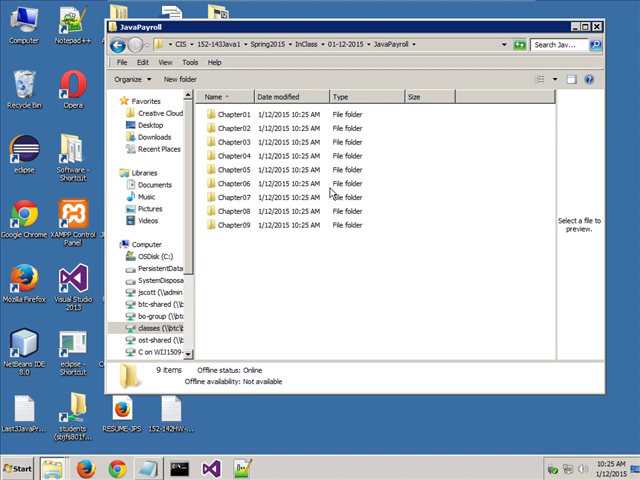 JavaPayroll
CIS 152-143Java1 Spring2015 InClass 01-12-2015 JavaPayroll
Search Jav...
File Edit View Tools Help
Organize New folder
Name Date modified Type Size
Favorites
Creative Cloud
Desktop
Downloads
Recent Places
Libraries
Documents
Music
Pictures
Videos
Computer
OSDisk (C:)
PersistentData
SystemDisposa
jscott (\\admin
btc-shared (\\b
bo-group (\\btc
classes (\\btc\
ost-shared (\\b
C on WIJ1509-
Chapter01 1/12/2015 10:25 AM File folder
Chapter02 1/12/2015 10:25 AM File folder
Chapter03 1/12/2015 10:25 AM File folder
Chapter04 1/12/2015 10:25 AM File folder
Chapter05 1/12/2015 10:25 AM File folder
Chapter06 1/12/2015 10:25 AM File folder
Chapter07 1/12/2015 10:25 AM File folder
Chapter08 1/12/2015 10:25 AM File folder
Chapter09 1/12/2015 10:25 AM File folder
Select a file to
preview.
9 items Offline status: Online
Offline availability: Not available
Computer
Notepad++
Recycle Bin
Opera
eclipse
Software -
Shortcut
Google Chrome
XAMPP Control
Panel
Mozilla Firefox
Visual Studio
2013
NetBeans IDE
8.0
eclipse -
Shortcut
Last33JavaPr...
students
(sbjfs801f...
RESUME-JPS
152-142HW-...
Start
10:25 AM
1/12/2015